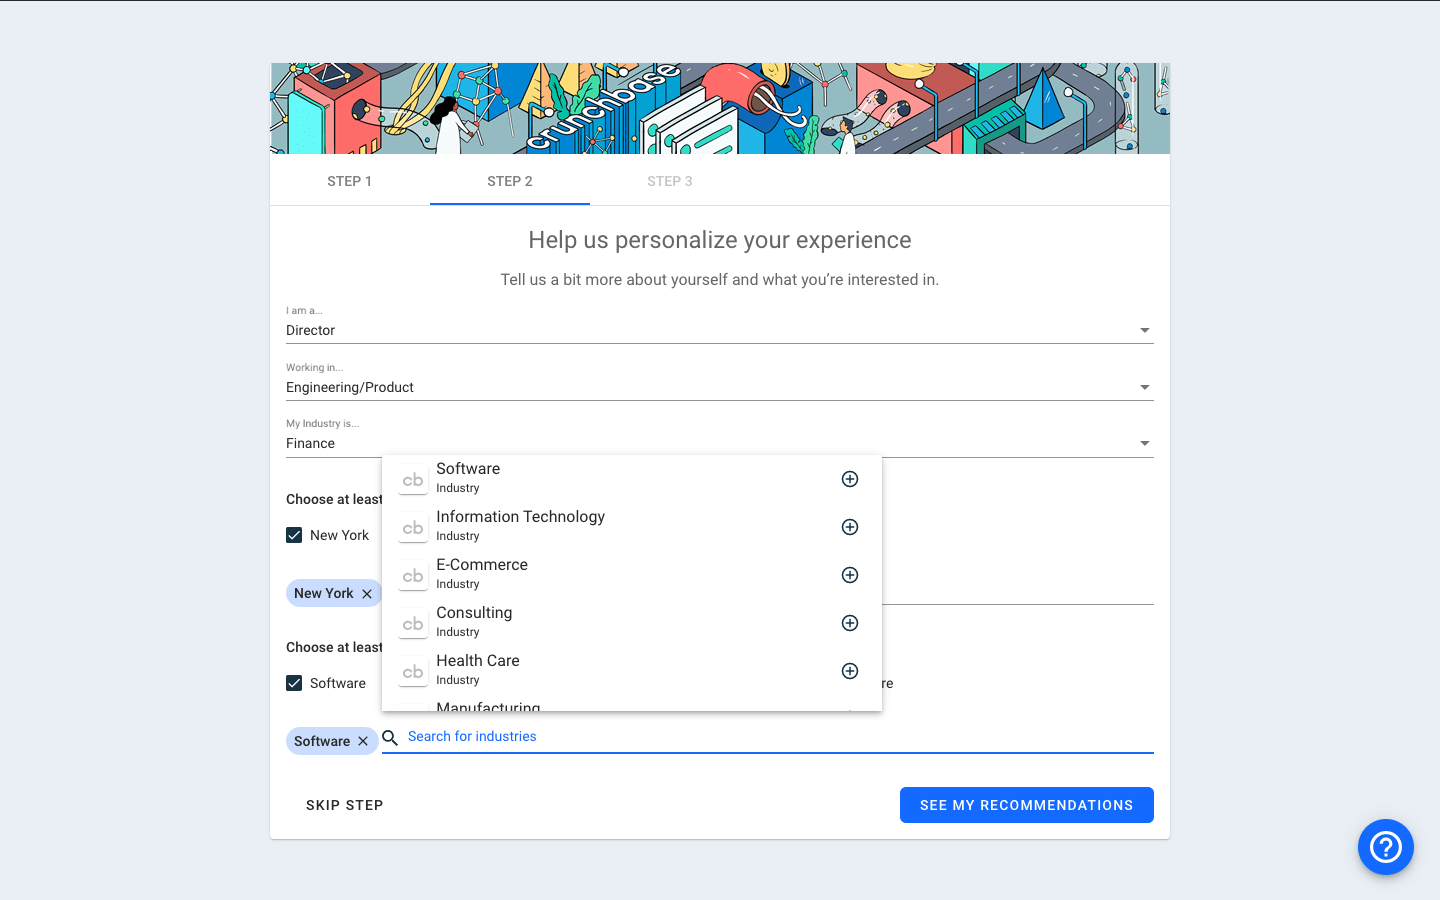 crunchbase
STEP 1
STEP 2
STEP 3
Help us personalize your experience
Tell us a bit more about yourself and what you’re interested in.
I am a...
Director
Working in...
Engineering/Product
My Industry is...
Finance
Choose at least
New York
New York
Choose at least
Software
re
cb
Software
Industry
cb
Information Technology
Industry
cb
E-Commerce
Industry
cb
Consulting
Industry
cb
Health Care
Industry
Manufacturing
Software
Search for industries
SKIP STEP
SEE MY RECOMMENDATIONS